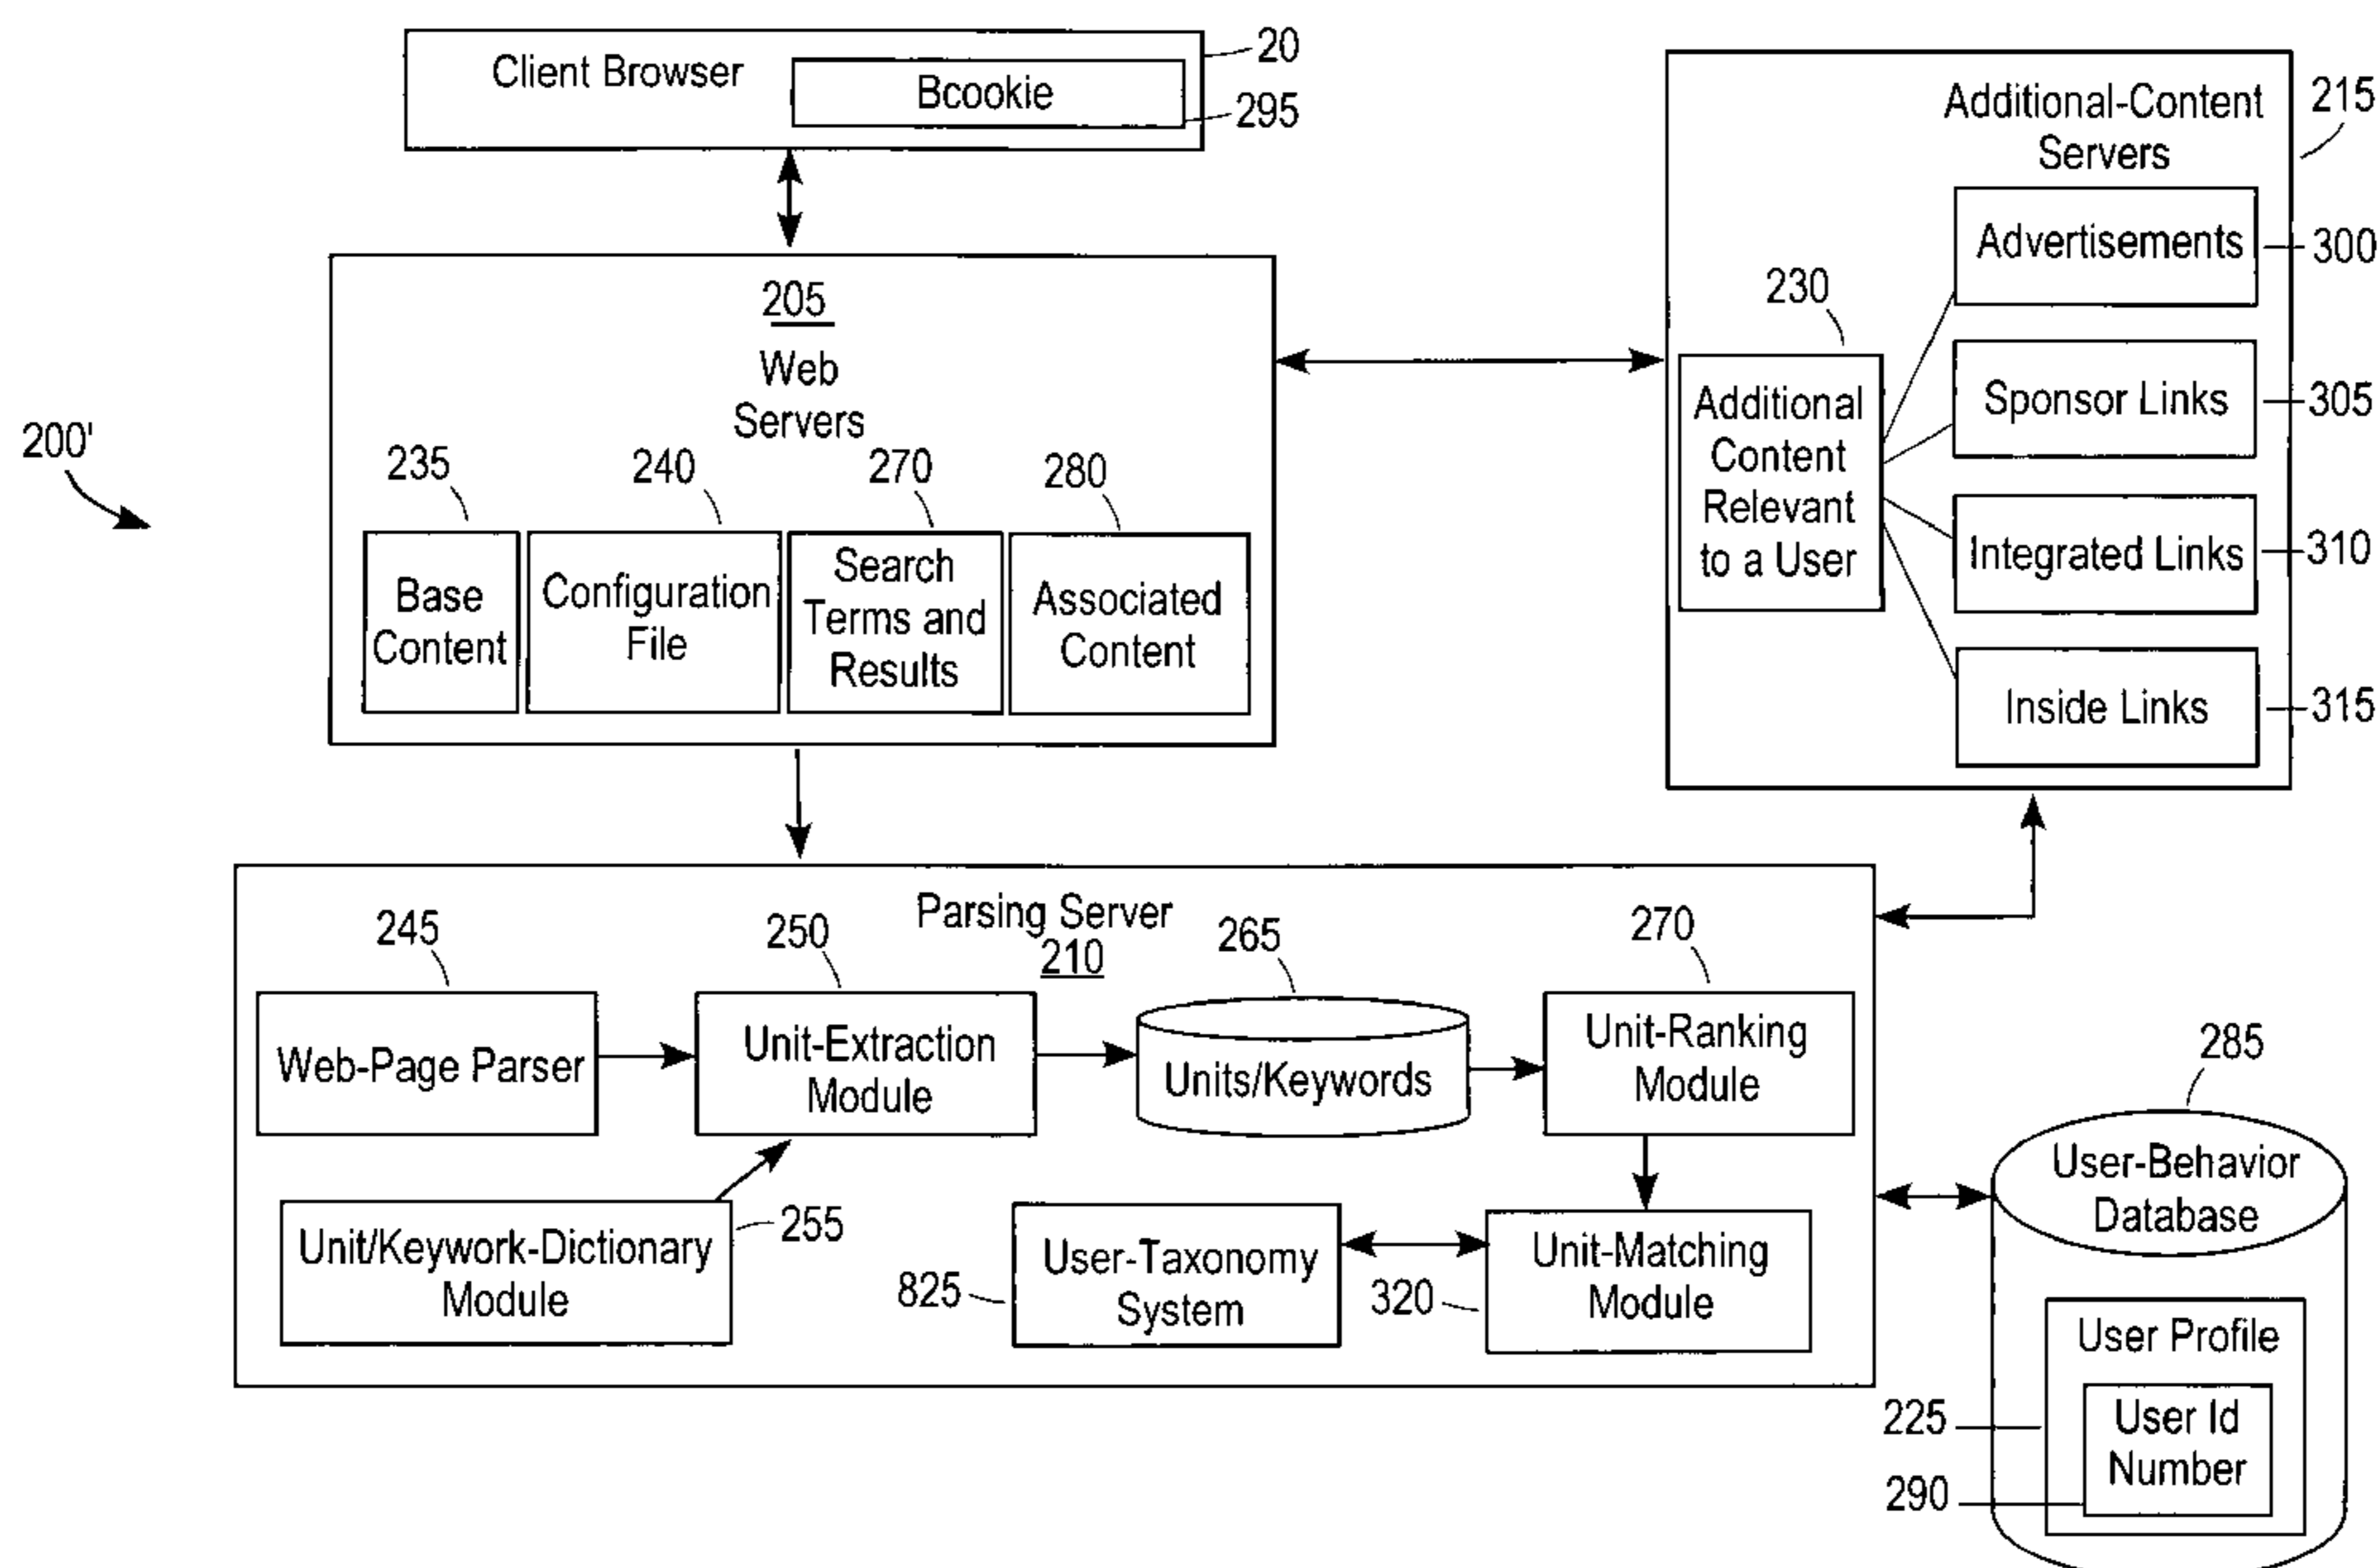 Client Browser
Bcookie
20
295
Additional-Content
Servers
215
Advertisements
300
230
Additional
Content
Relevant
to a User
Sponsor Links
305
Integrated Links
310
Inside Links
315
200'
205
Web
Servers
235
240
270
280
Base
Content
Configuration
File
Search
Terms and
Results
Associated
Content
Parsing Server
210
245
250
265
270
Web-Page Parser
Unit-Extraction
Module
Units/Keywords
Unit-Ranking
Module
Unit/Keywork-Dictionary
Module
255
825
User-Taxonomy
System
320
Unit-Matching
Module
285
User-Behavior
Database
User Profile
225
User Id
Number
290